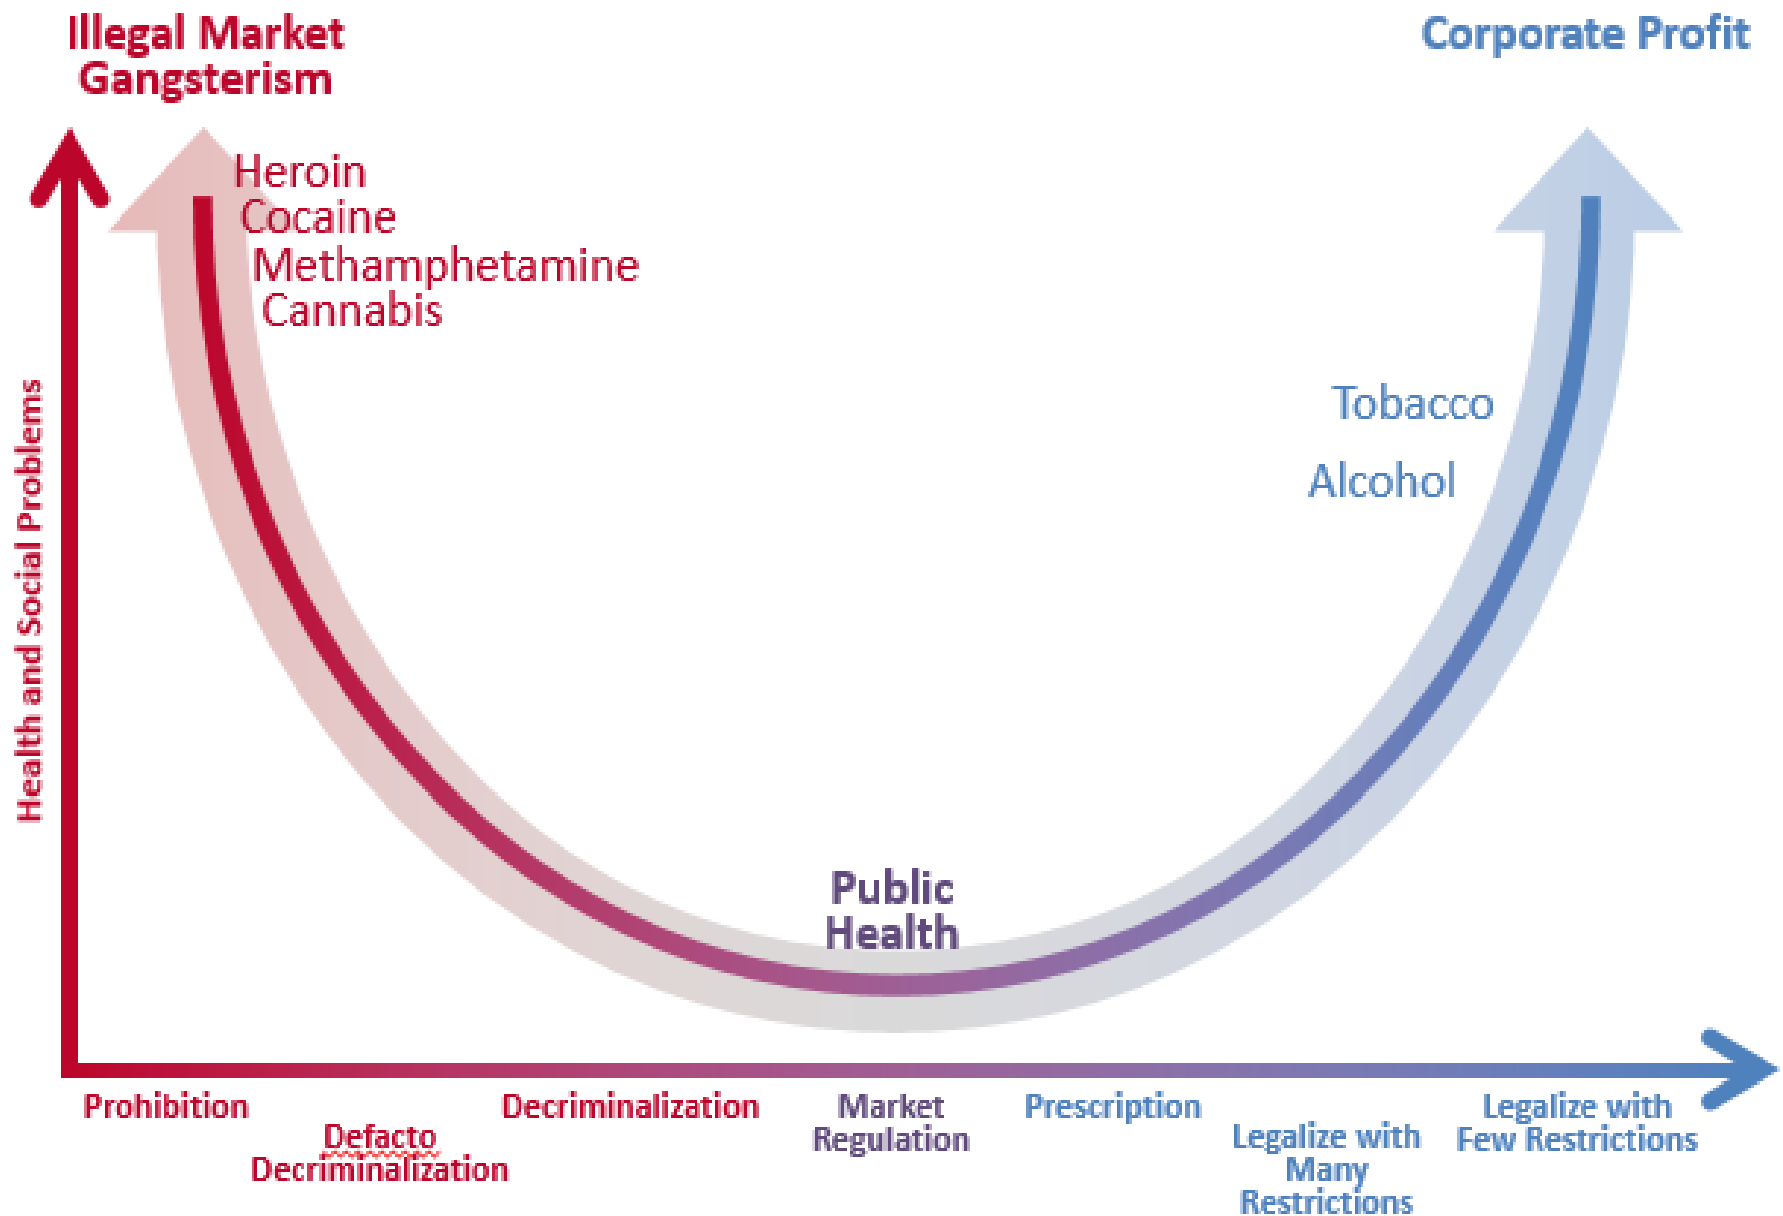 Illegal Market
Gangsterism
Corporate Profit
Heroin
Cocaine
Methamphetamine
Cannabis
Tobacco
Alcohol
Health and Social Problems
Public
Health
Prohibition
Defacto
Decriminalization
Decriminalization
Market
Regulation
Prescription
Legalize with
Many
Restrictions
Legalize with
Few Restrictions